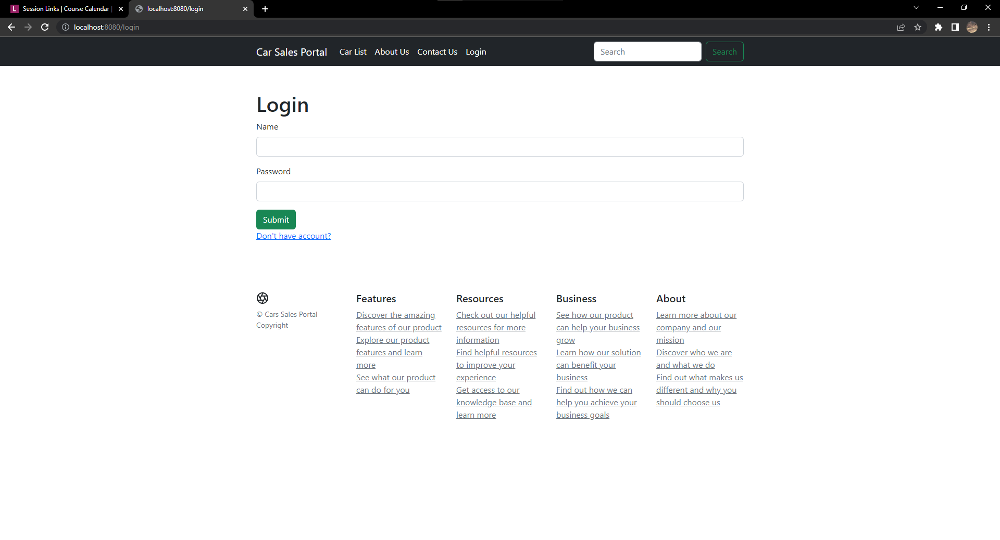 L Session Links | Course Calendar |
localhost:8080/login
localhost:8080/login
Car Sales Portal Car List About Us Contact Us Login Search Search
Login
Name
Password
Submit
Don't have account?
© Cars Sales Portal
Copyright
Features
Discover the amazing
features of our product
Explore our product
features and learn
more
See what our product
can do for you
Resources
Check out our helpful
resources for more
information
Find helpful resources
to improve your
experience
Get access to our
knowledge base and
learn more
Business
See how our product
can help your business
grow
Learn how our solution
can benefit your
business
Find out how we can
help you achieve your
business goals
About
Learn more about our
company and our
mission
Discover who we are
and what we do
Find out what makes us
different and why you
should choose us